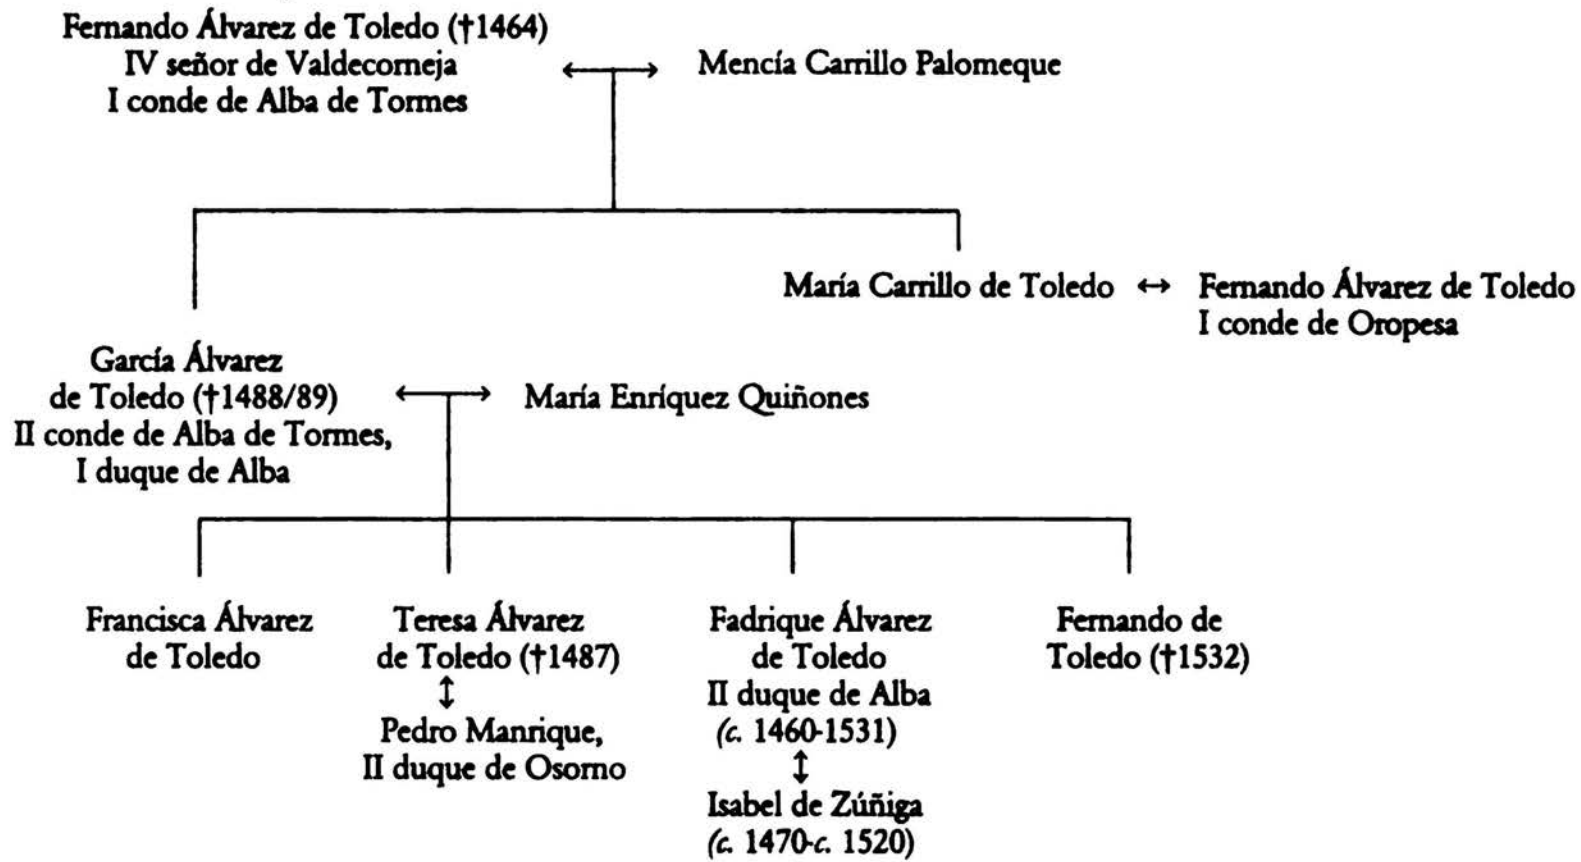 Fernando Álvarez de Toledo (†1464)
IV señor de Valdecorneja
I conde de Alba de Tormes
Mencía Carrillo Palomeque
María Carrillo de Toledo ↔ Fernando Álvarez de Toledo
I conde de Oropesa
García Álvarez
de Toledo (†1488/89)
II conde de Alba de Tormes,
I duque de Alba
María Enríquez Quiñones
Francisca Álvarez
de Toledo
Teresa Álvarez
de Toledo (†1487)
Pedro Manrique,
II duque de Osorno
Fadrique Álvarez
de Toledo
II duque de Alba
(c. 1460-1531)
Isabel de Zúñiga
(c. 1470-c. 1520)
Fernando de
Toledo (†1532)